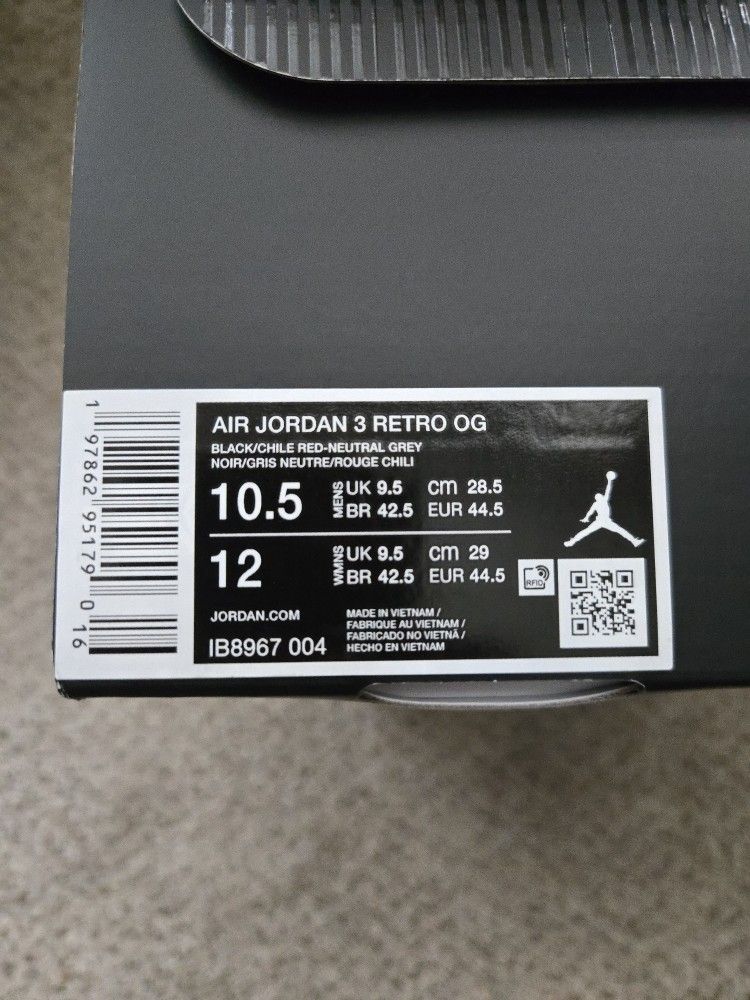 AIR JORDAN 3 RETRO OG
BLACK/CHILE RED-NEUTRAL GREY
NOIR/GRIS NEUTRE/ROUGE CHILI
10.5 MENS UK 9.5 cm 28.5
BR 42.5 EUR 44.5
12 WMNS UK 9.5 cm 29
BR 42.5 EUR 44.5
RFID
JORDAN.COM
IB8967 004
MADE IN VIETNAM /
FABRIQUE AU VIETNAM /
FABRICADO NO VIETNÃ /
HECHO EN VIETNAM
1 97862 95179 0 16